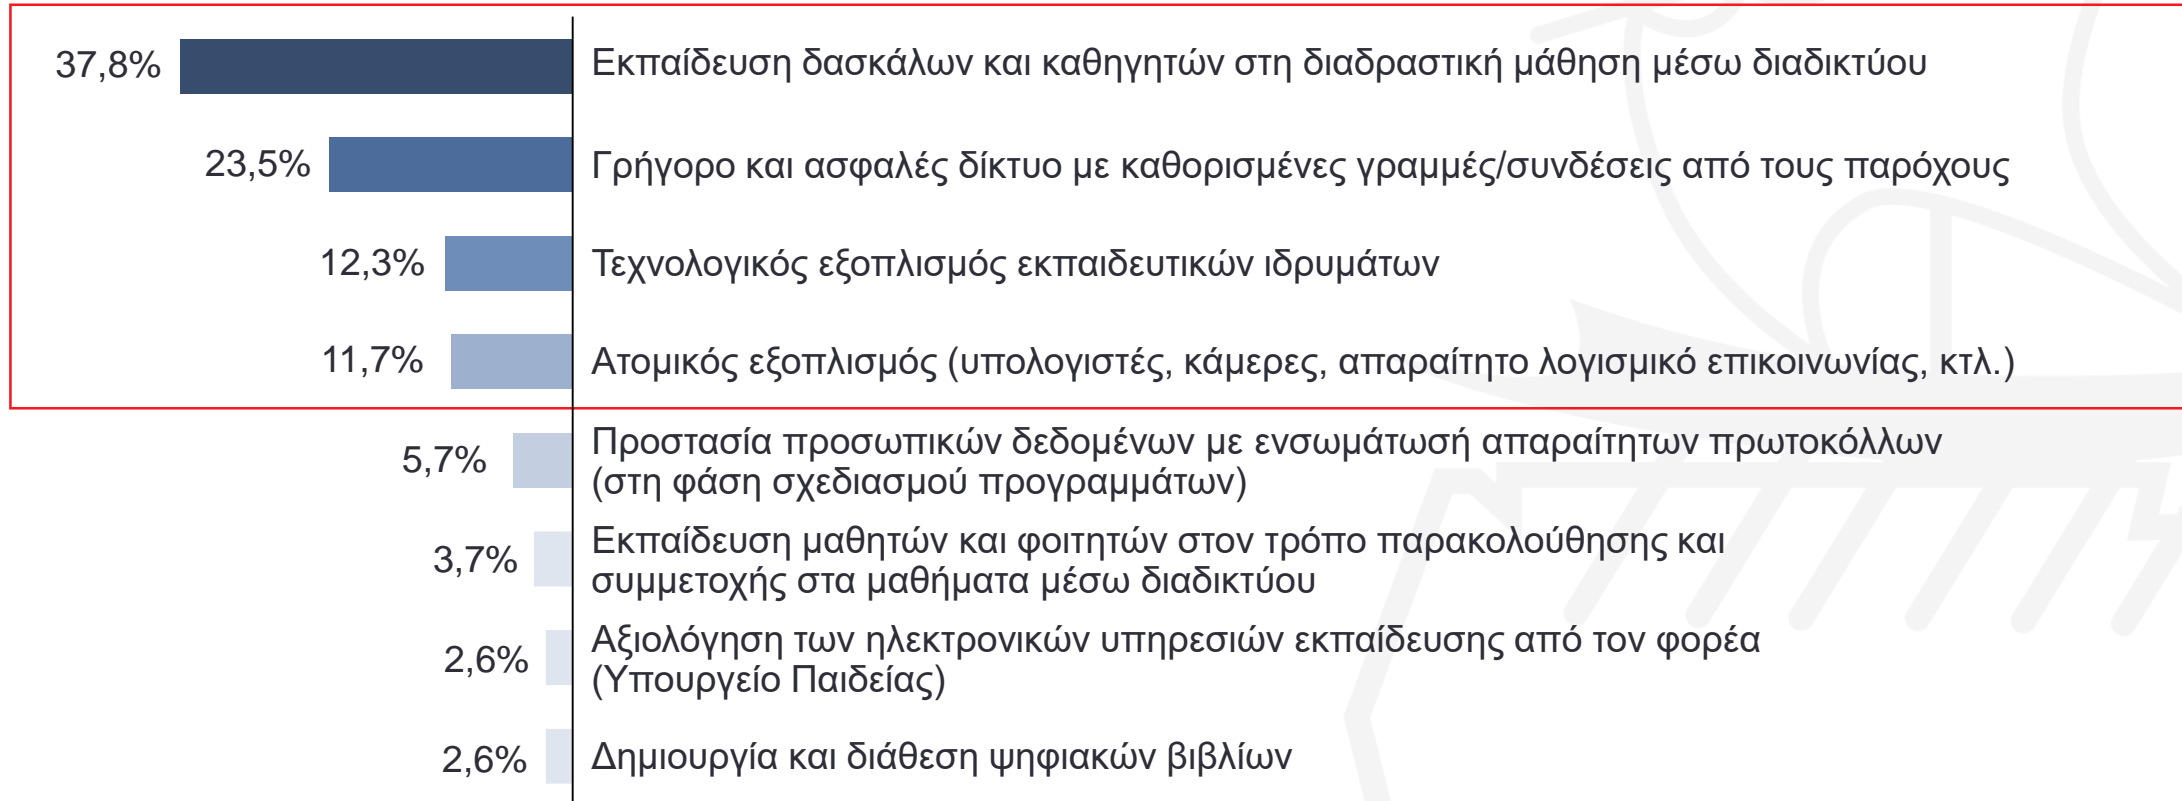 37,8% Εκπαίδευση δασκάλων και καθηγητών στη διαδραστική μάθηση μέσω διαδικτύου
23,5% Γρήγορο και ασφαλές δίκτυο με καθορισμένες γραμμές/συνδέσεις από τους παρόχους
12,3% Τεχνολογικός εξοπλισμός εκπαιδευτικών ιδρυμάτων
11,7% Ατομικός εξοπλισμός (υπολογιστές, κάμερες, απαραίτητο λογισμικό επικοινωνίας, κτλ.)
5,7% Προστασία προσωπικών δεδομένων με ενσωμάτωσή απαραίτητων πρωτοκόλλων
(στη φάση σχεδιασμού προγραμμάτων)
3,7% Εκπαίδευση μαθητών και φοιτητών στον τρόπο παρακολούθησης και
συμμετοχής στα μαθήματα μέσω διαδικτύου
2,6% Αξιολόγηση των ηλεκτρονικών υπηρεσιών εκπαίδευσης από τον φορέα
(Υπουργείο Παιδείας)
2,6% Δημιουργία και διάθεση ψηφιακών βιβλίων